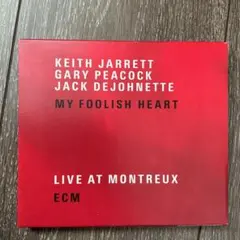 KEITH JARRETT
GARY PEACOCK
JACK DEJOHNETTE
MY FOOLISH HEART
LIVE AT MONTREUX
ECM